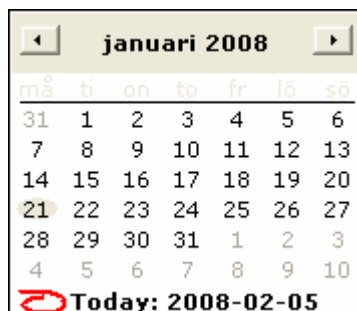 januari 2008
må ti on to fr lö sö
31 1 2 3 4 5 6
7 8 9 10 11 12 13
14 15 16 17 18 19 20
21 22 23 24 25 26 27
28 29 30 31 1 2 3
4 5 6 7 8 9 10
Today: 2008-02-05